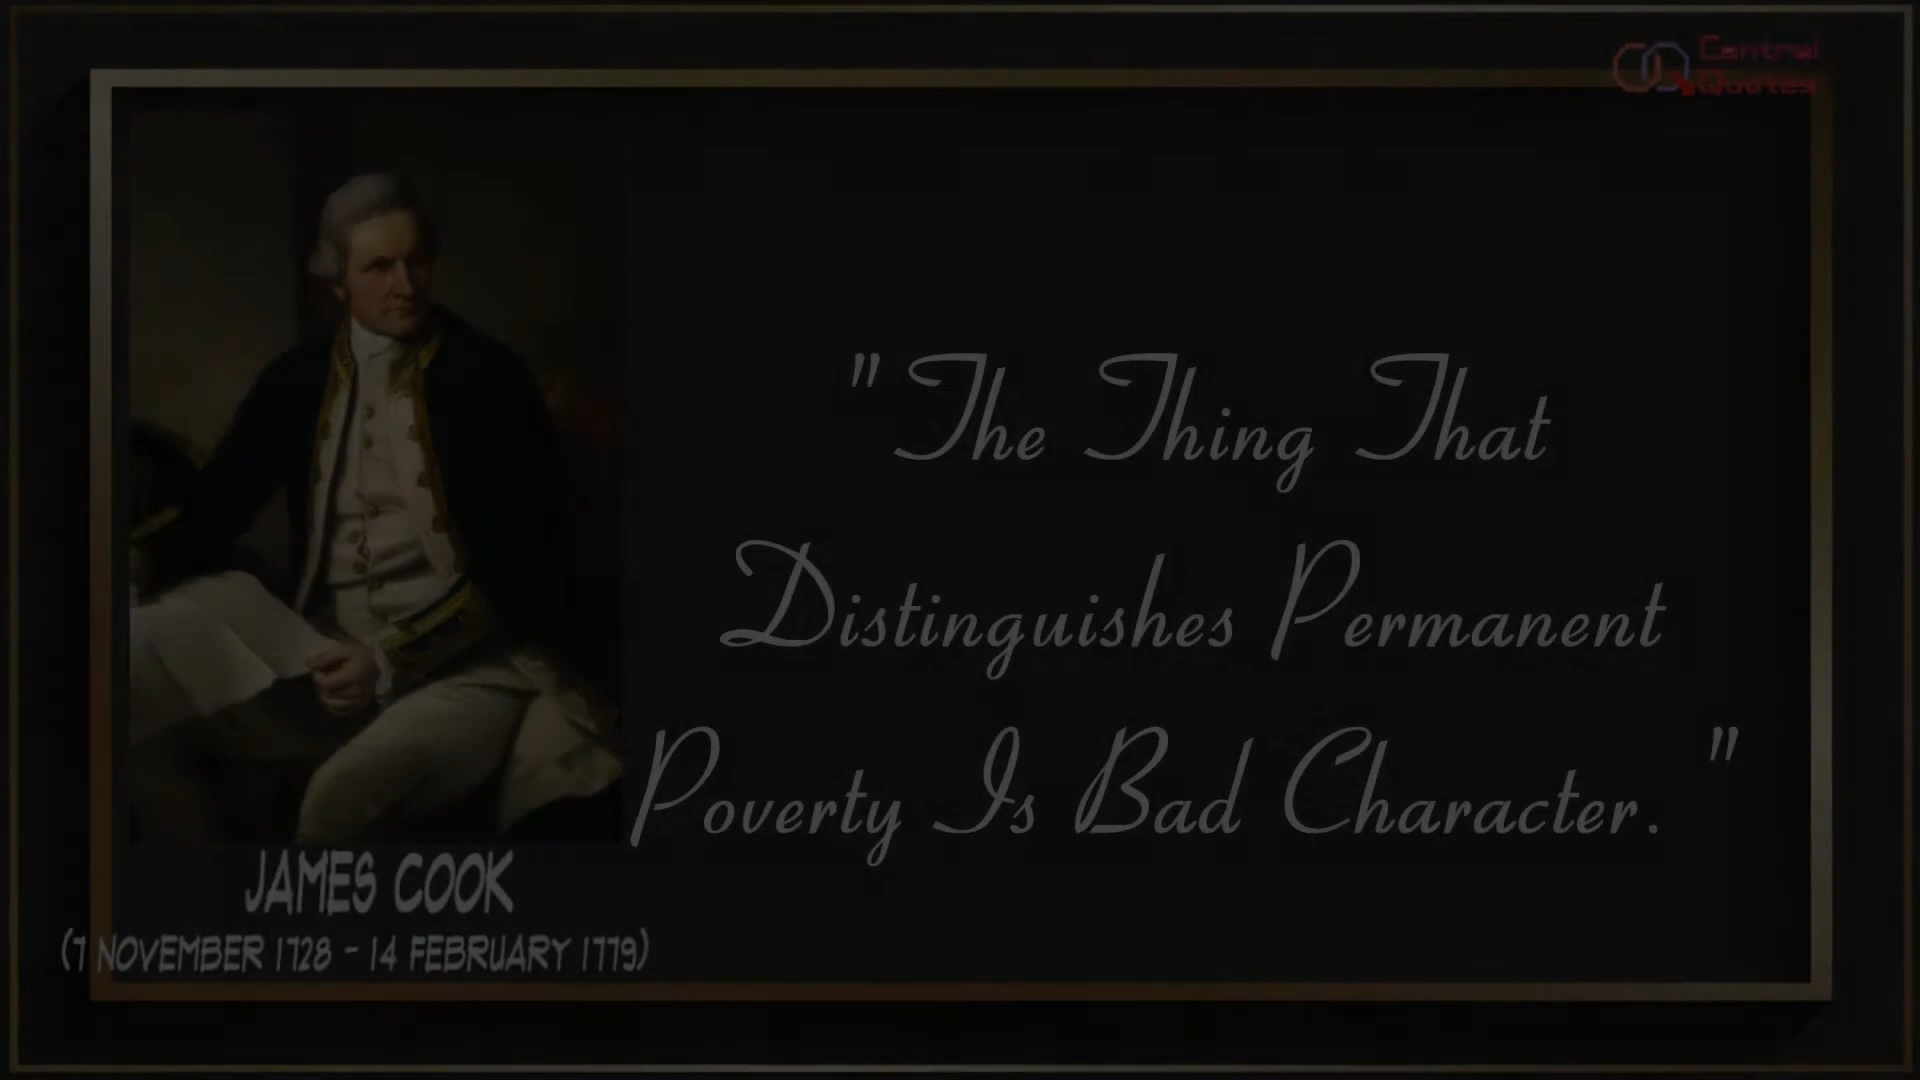 Central
Quotes
"The Thing That
Distinguishes Permanent
Poverty Is Bad Character. "
JAMES COOK
(7 NOVEMBER 1728 - 14 FEBRUARY 1779)